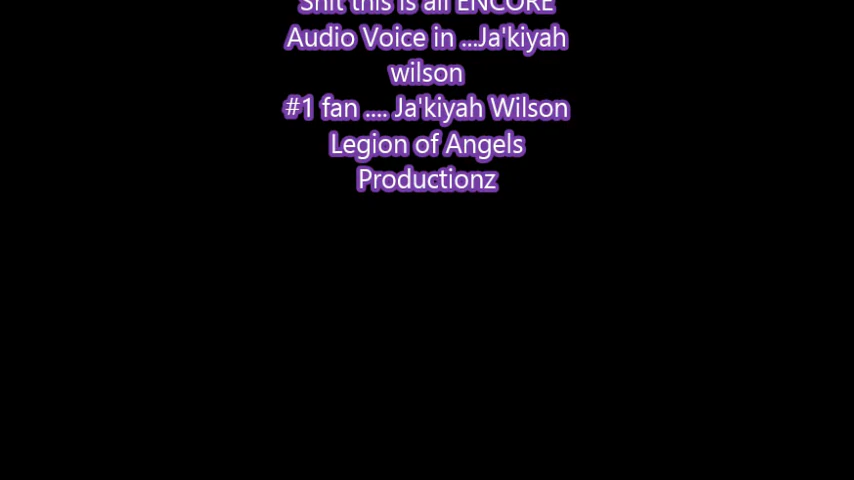 Shit this is all ENCORE
Audio Voice in ...Ja'kiyah
wilson
#1 fan .... Ja'kiyah Wilson
Legion of Angels
Productionz